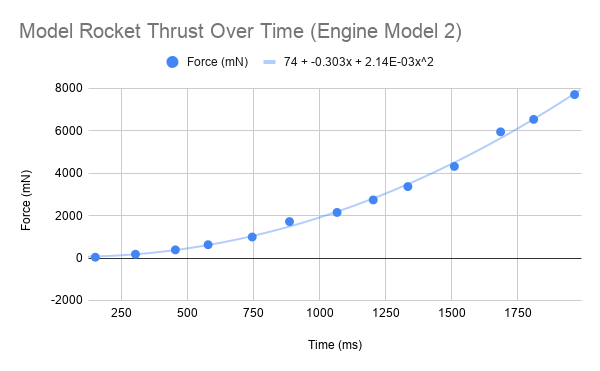 Model Rocket Thrust Over Time (Engine Model 2)
Force (mN) 74 + -0.303x + 2.14E-03x^2
8000
6000
4000
2000
0
-2000
Force (mN)
250 500 750 1000 1250 1500 1750
Time (ms)